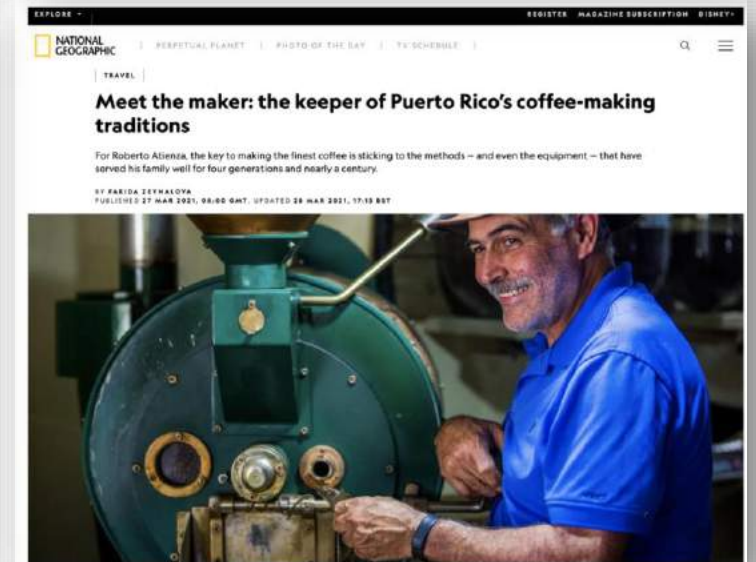 EXPLORE
REGISTER MAGAZINE SUBSCRIPTION DISNEY+
NATIONAL
GEOGRAPHIC
PERPETUAL PLANET | PHOTO OF THE DAY | TV SCHEDULE |
TRAVEL
Meet the maker: the keeper of Puerto Rico's coffee-making
traditions
For Roberto Atienza, the key to making the finest coffee is sticking to the methods – and even the equipment – that have
served his family well for four generations and nearly a century.
BY FARIDA ZEYNALOVA
PUBLISHED 27 MAR 2021, 08:00 GMT, UPDATED 28 MAR 2021, 17:15 BST